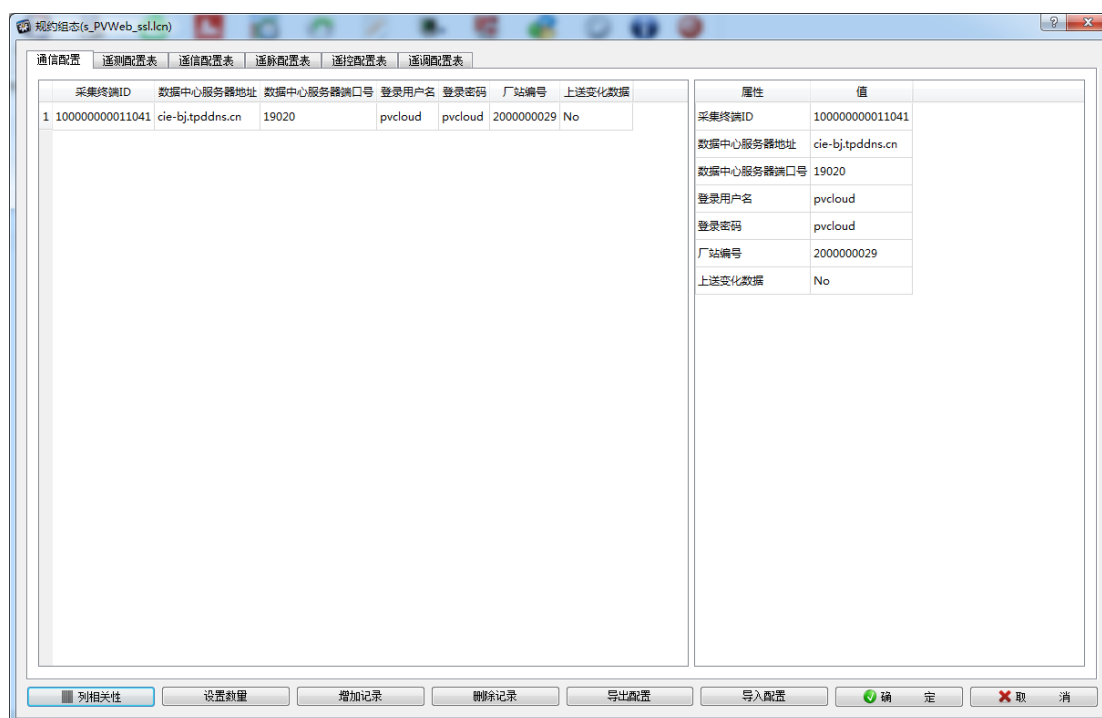 规约组态(s_PVWeb_ssl.lcn)
通信配置 遥测配置表 遥信配置表 遥脉配置表 遥控配置表 遥调配置表
采集终端ID 数据中心服务器地址 数据中心服务器端口号 登录用户名 登录密码 厂站编号 上送变化数据
1 100000000011041 cie-bj.tpddns.cn 19020 pvcloud pvcloud 2000000029 No
属性 值
采集终端ID 100000000011041
数据中心服务器地址 cie-bj.tpddns.cn
数据中心服务器端口号 19020
登录用户名 pvcloud
登录密码 pvcloud
厂站编号 2000000029
上送变化数据 No
列相关性 设置数量 增加记录 删除记录 导出配置 导入配置 确 定 取 消